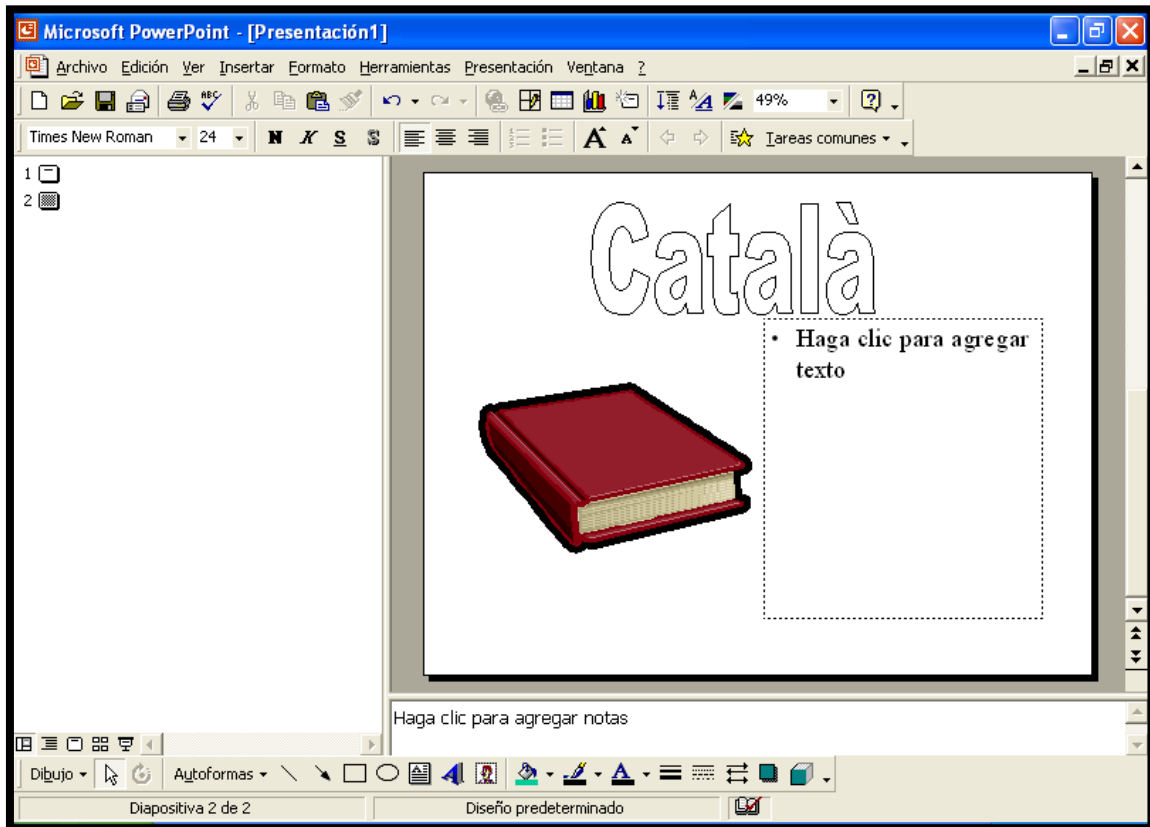 Microsoft PowerPoint - [Presentación1]
Archivo Edición Ver Insertar Formato Herramientas Presentación Ventana ?
ABC 49%
Times New Roman 24 N K S S A A Tareas comunes
1
2
Català
• Haga clic para agregar
texto
Haga clic para agregar notas
Dibujo Autoformas A A
Diapositiva 2 de 2 Diseño predeterminado